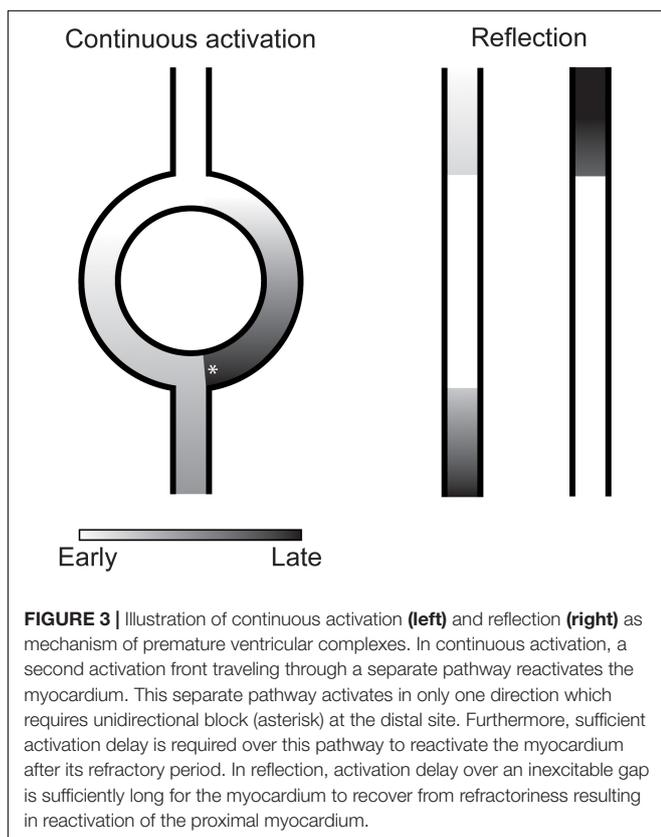 Continuous activation
Reflection
*
Early
Late
FIGURE 3 | Illustration of continuous activation (left) and reflection (right) as
mechanism of premature ventricular complexes. In continuous activation, a
second activation front traveling through a separate pathway reactivates the
myocardium. This separate pathway activates in only one direction which
requires unidirectional block (asterisk) at the distal site. Furthermore, sufficient
activation delay is required over this pathway to reactivate the myocardium
after its refractory period. In reflection, activation delay over an inexcitable gap
is sufficiently long for the myocardium to recover from refractoriness resulting
in reactivation of the proximal myocardium.